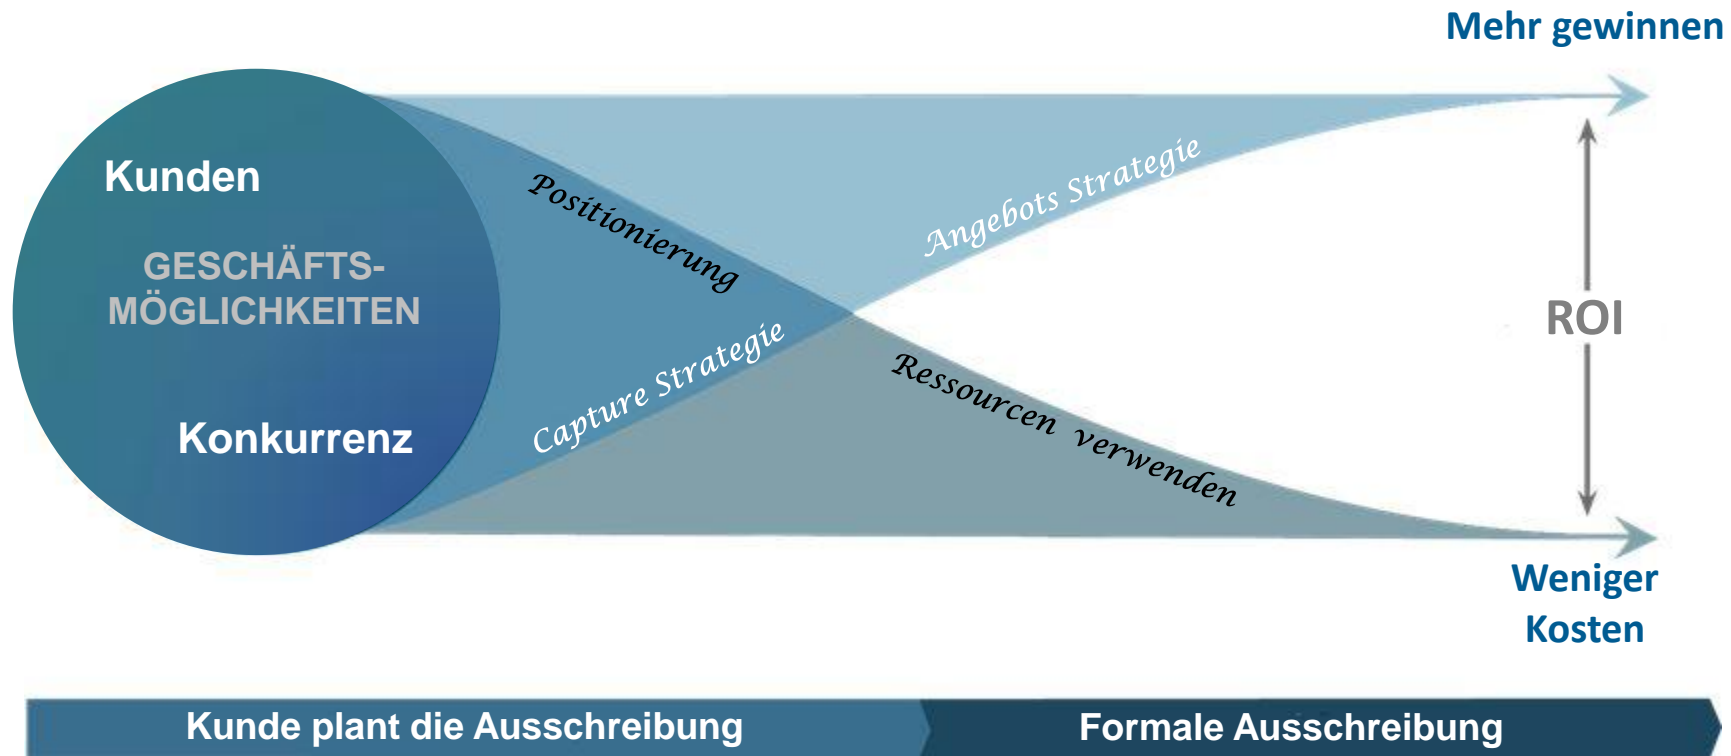 Mehr gewinnen
Kunden
GESCHÄFTS-
MÖGLICHKEITEN
Konkurrenz
Positionierung
Capture Strategie
Angebots Strategie
Ressourcen verwenden
ROI
Weniger
Kosten
Kunde plant die Ausschreibung
Formale Ausschreibung